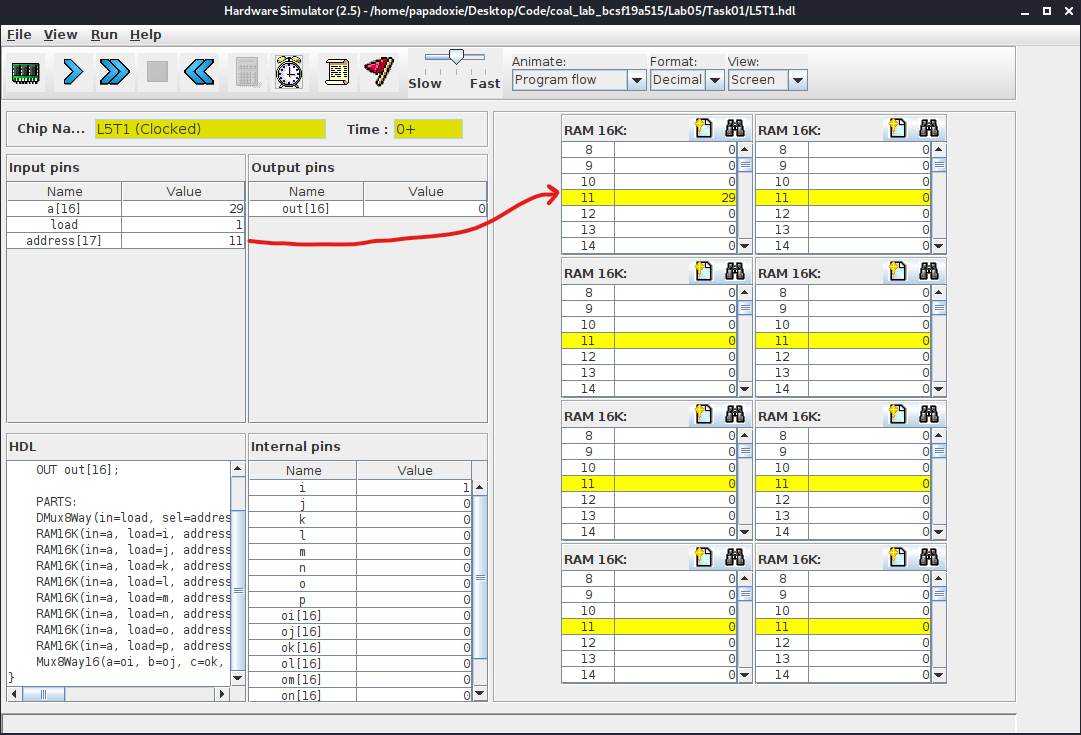 Hardware Simulator (2.5) - /home/papadoxie/Desktop/Code/coal_lab_bcsf19a515/Lab05/Task01/L5T1.hdl
File View Run Help
Slow Fast
Animate: Format: View:
Program flow Decimal Screen
Chip Na... L5T1 (Clocked) Time : 0+
Input pins
Name Value
a[16] 29
load 1
address[17] 11
Output pins
Name Value
out[16] 0
HDL
OUT out[16];
PARTS:
DMux8Way(in=load, sel=addres
RAM16K(in=a, load=i, address
RAM16K(in=a, load=j, address
RAM16K(in=a, load=k, address
RAM16K(in=a, load=l, address
RAM16K(in=a, load=m, address
RAM16K(in=a, load=n, address
RAM16K(in=a, load=o, address
RAM16K(in=a, load=p, address
Mux8Way16(a=oi, b=oj, c=ok,
}
Internal pins
Name Value
i 1
j 0
k 0
l 0
m 0
n 0
o 0
p 0
oi[16] 0
oj[16] 0
ok[16] 0
ol[16] 0
om[16] 0
on[16] 0
RAM 16K: RAM 16K:
8 0 8 0
9 0 9 0
10 0 10 0
11 29 11 0
12 0 12 0
13 0 13 0
14 0 14 0
RAM 16K: RAM 16K:
8 0 8 0
9 0 9 0
10 0 10 0
11 0 11 0
12 0 12 0
13 0 13 0
14 0 14 0
RAM 16K: RAM 16K:
8 0 8 0
9 0 9 0
10 0 10 0
11 0 11 0
12 0 12 0
13 0 13 0
14 0 14 0
RAM 16K: RAM 16K:
8 0 8 0
9 0 9 0
10 0 10 0
11 0 11 0
12 0 12 0
13 0 13 0
14 0 14 0